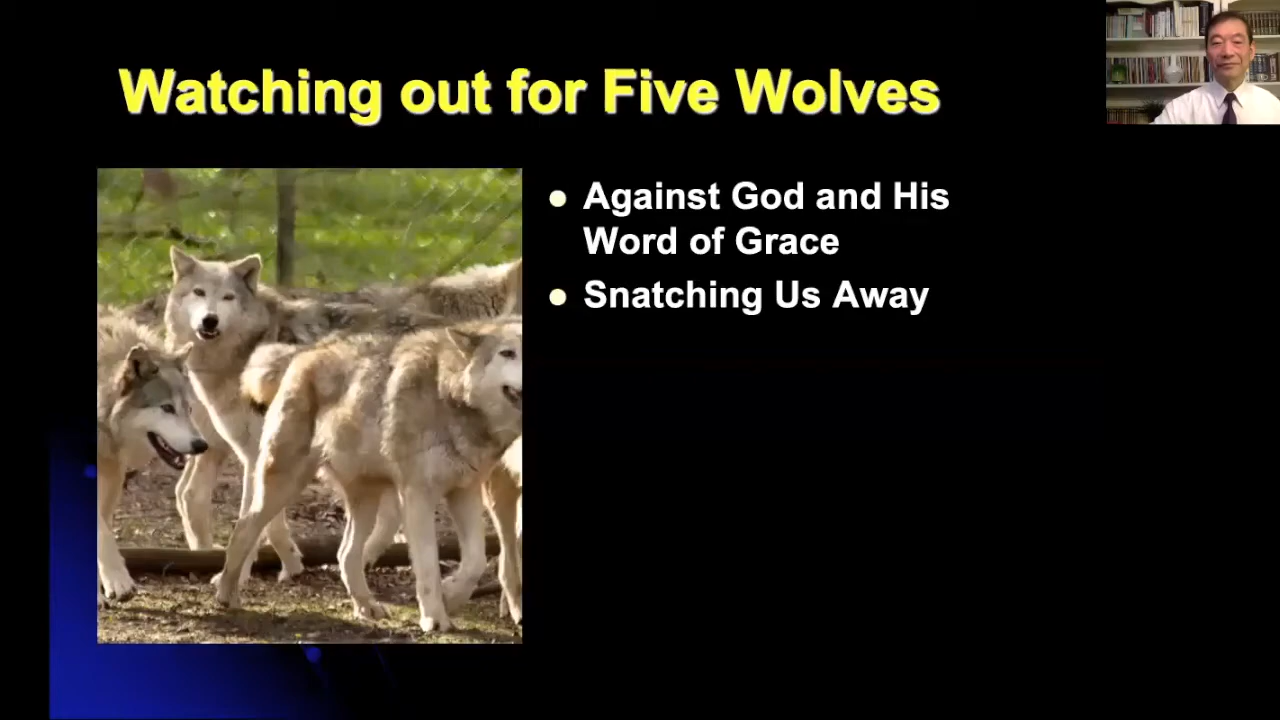 Watching out for Five Wolves
● Against God and His
Word of Grace
● Snatching Us Away